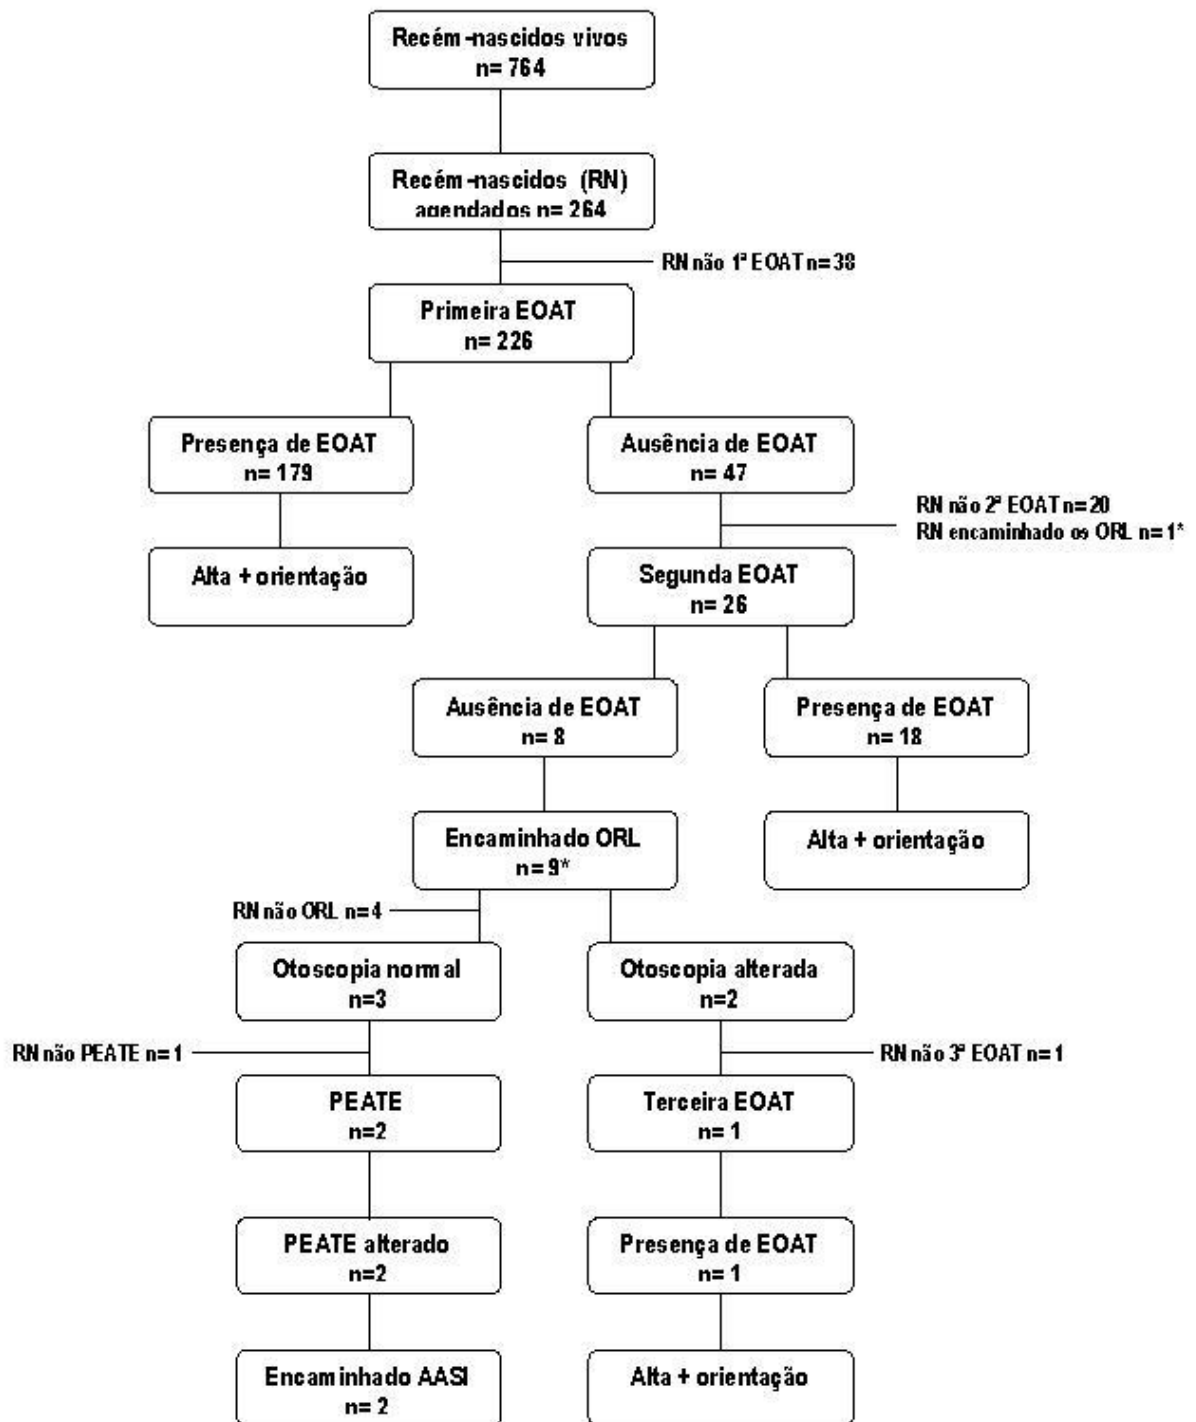 Recém-nascidos vivos
n= 764
Recém-nascidos (RN)
agendados n= 264
RN não 1ª EOAT n= 38
Primeira EOAT
n= 226
Presença de EOAT
n= 179
Ausência de EOAT
n= 47
RN não 2ª EOAT n= 20
RN encaminhado os ORL n= 1*
Alta + orientação
Segunda EOAT
n= 26
Ausência de EOAT
n= 8
Presença de EOAT
n= 18
Encaminhado ORL
n= 9*
Alta + orientação
RN não ORL n= 4
Otoscopia normal
n=3
Otoscopia alterada
n=2
RN não PEATE n= 1
RN não 3ª EOAT n= 1
PEATE
n=2
Terceira EOAT
n= 1
PEATE alterado
n=2
Presença de EOAT
n= 1
Encaminhado AASI
n= 2
Alta + orientação